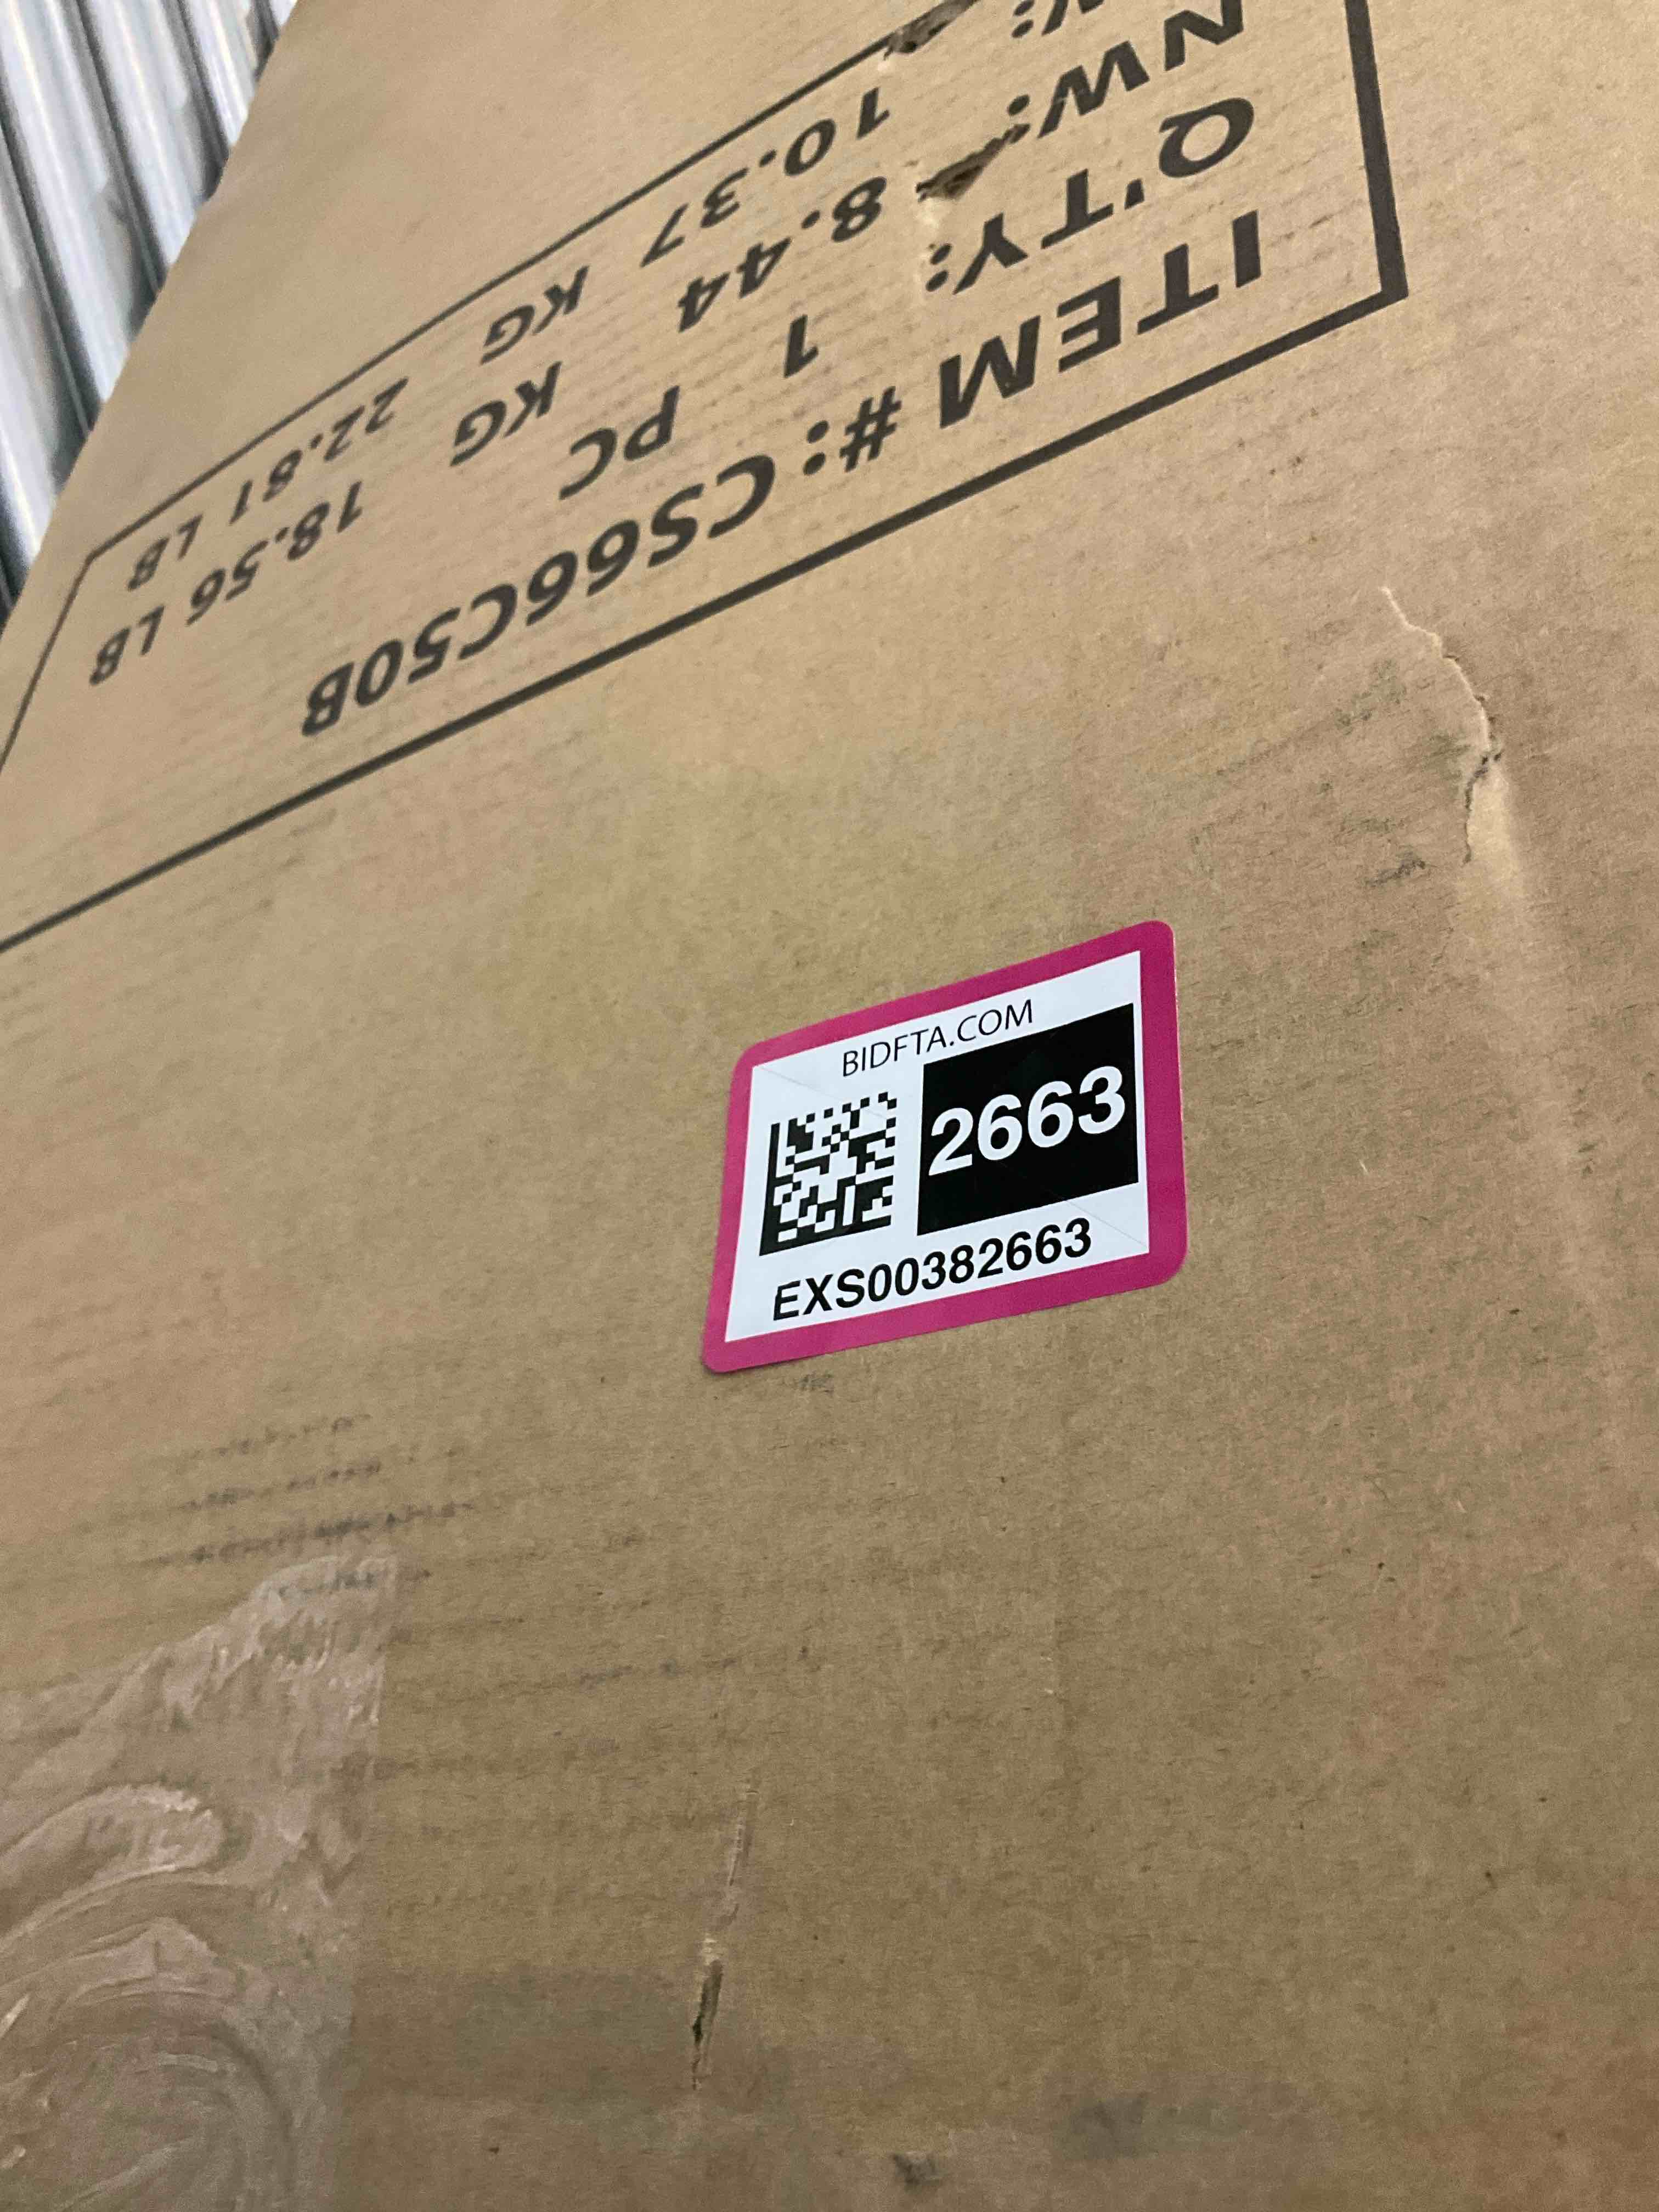 ITEM #: CS66C50B
Q'TY: 1 PC
NW: 8.44 KG 18.56 LB
10.37 KG 22.81 LB
BIDFTA.COM
2663
EXS00382663